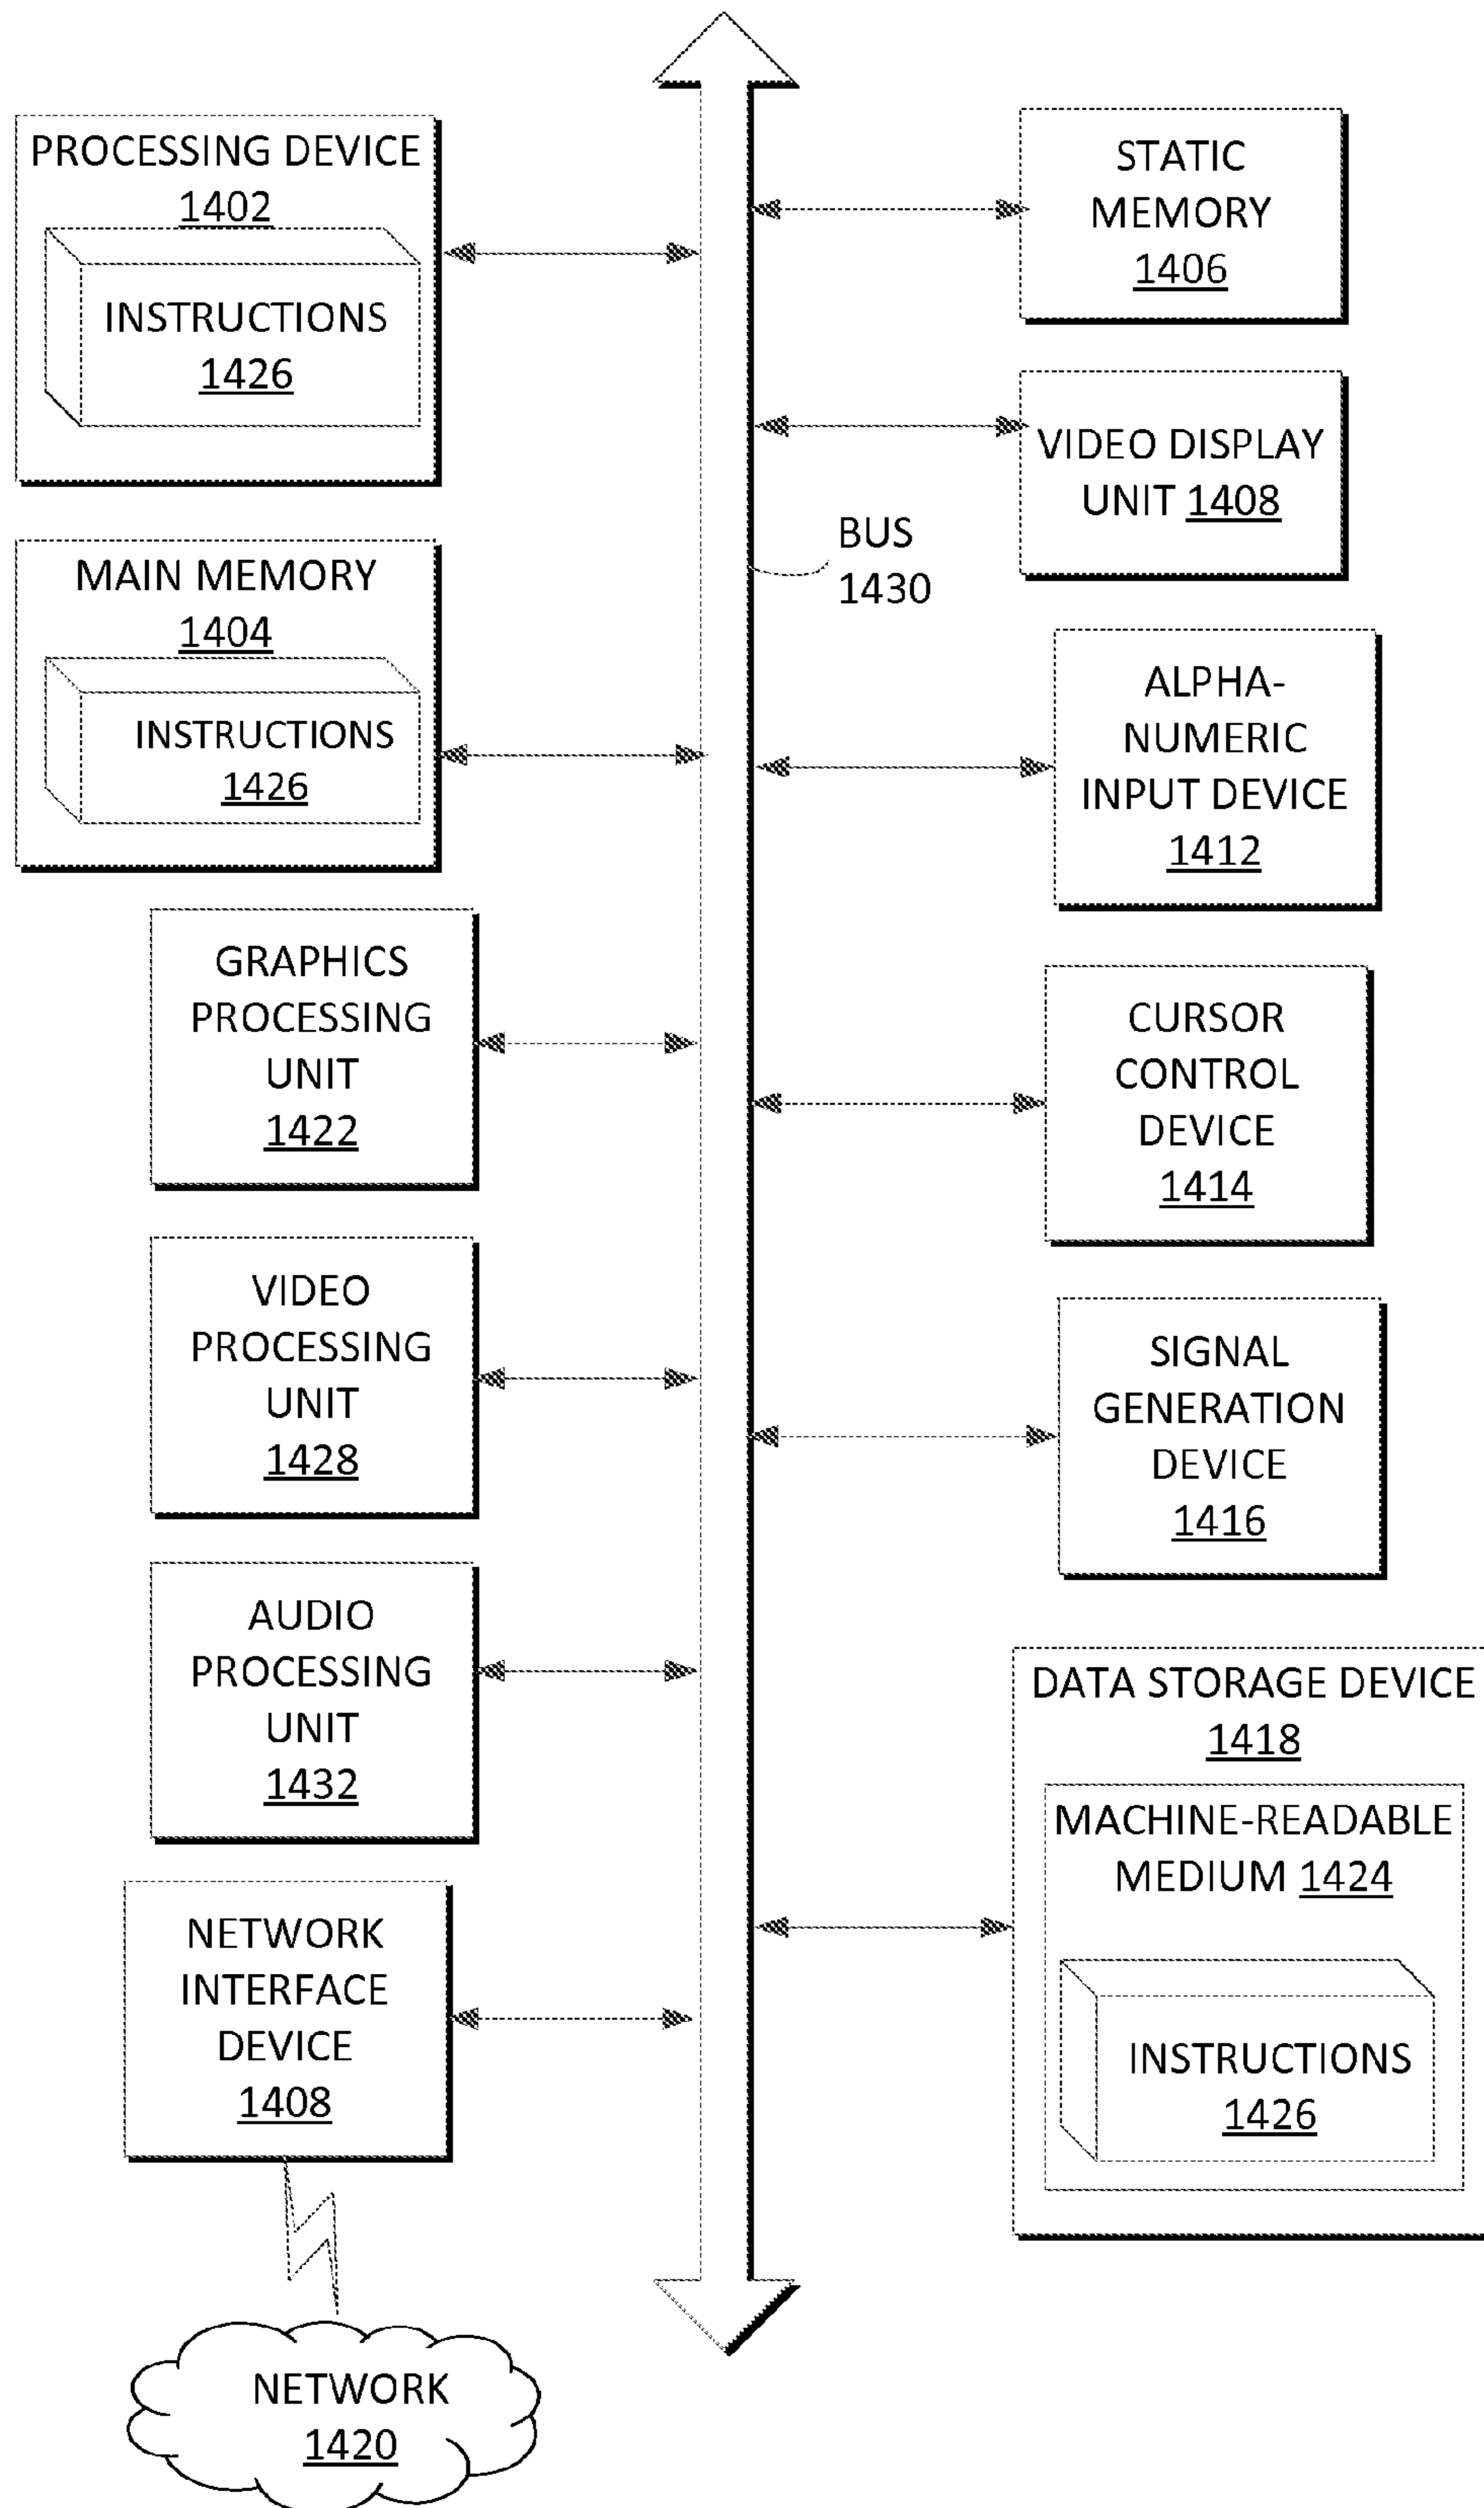 PROCESSING DEVICE
1402
INSTRUCTIONS
1426
MAIN MEMORY
1404
INSTRUCTIONS
1426
GRAPHICS
PROCESSING
UNIT
1422
VIDEO
PROCESSING
UNIT
1428
AUDIO
PROCESSING
UNIT
1432
NETWORK
INTERFACE
DEVICE
1408
NETWORK
1420
BUS
1430
STATIC
MEMORY
1406
VIDEO DISPLAY
UNIT 1408
ALPHA-
NUMERIC
INPUT DEVICE
1412
CURSOR
CONTROL
DEVICE
1414
SIGNAL
GENERATION
DEVICE
1416
DATA STORAGE DEVICE
1418
MACHINE-READABLE
MEDIUM 1424
INSTRUCTIONS
1426